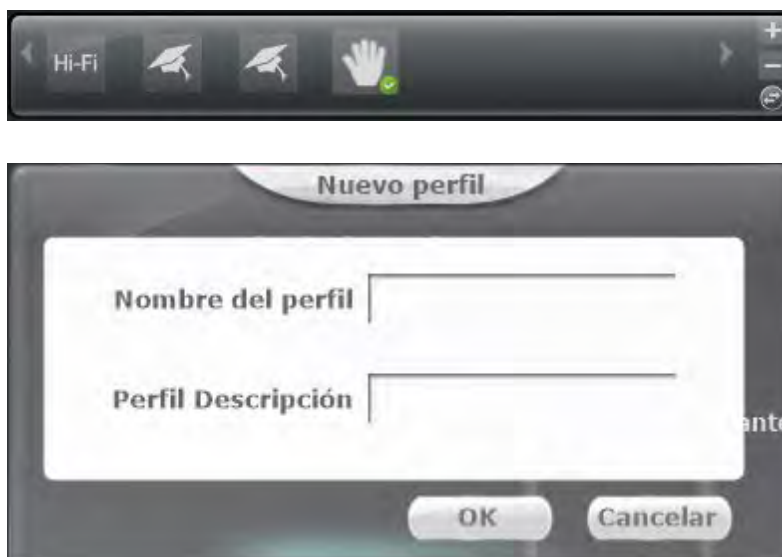 Hi-Fi
Nuevo perfil
Nombre del perfil
Perfil Descripción
OK
Cancelar